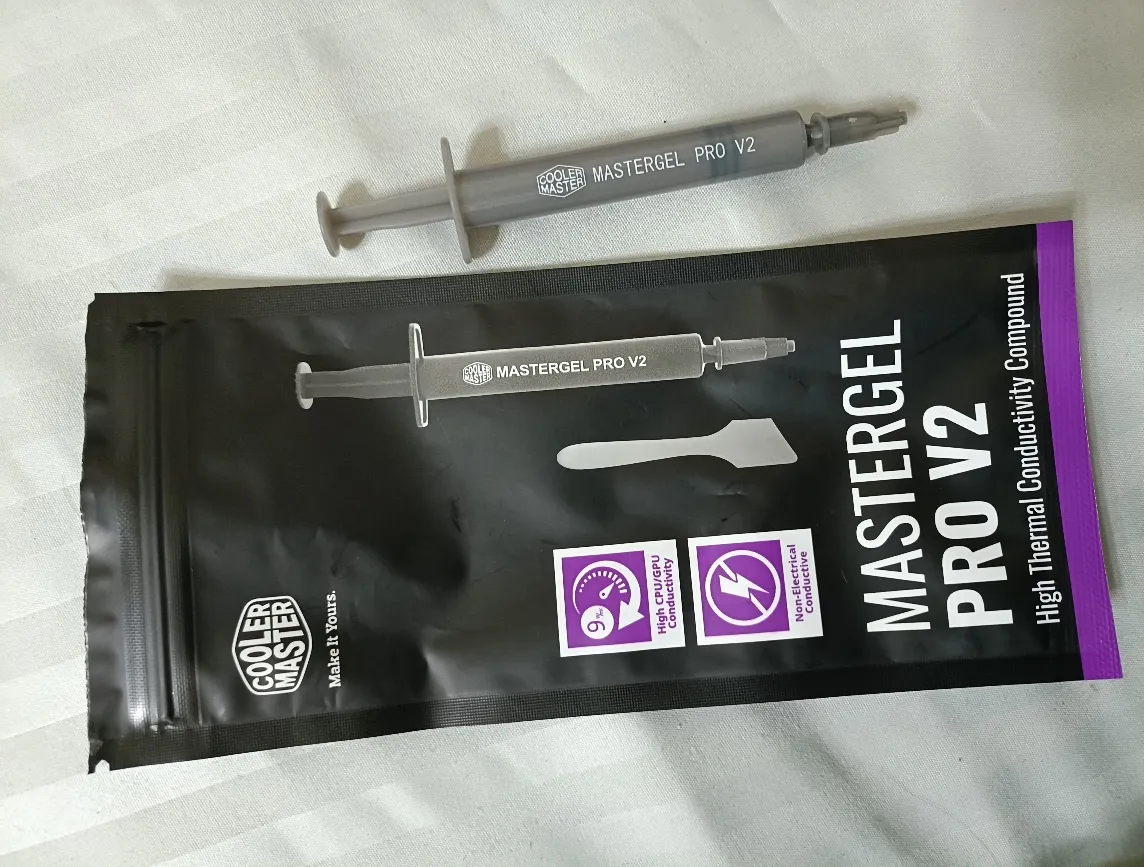 COOLER
MASTER
MASTERGEL PRO V2
COOLER
MASTER
MASTERGEL PRO V2
COOLER
MASTER
Make It Yours.
9
High CPU/GPU
Conductivity
Non-Electrical
Conductive
MASTERGEL
PRO V2
High Thermal Conductivity Compound